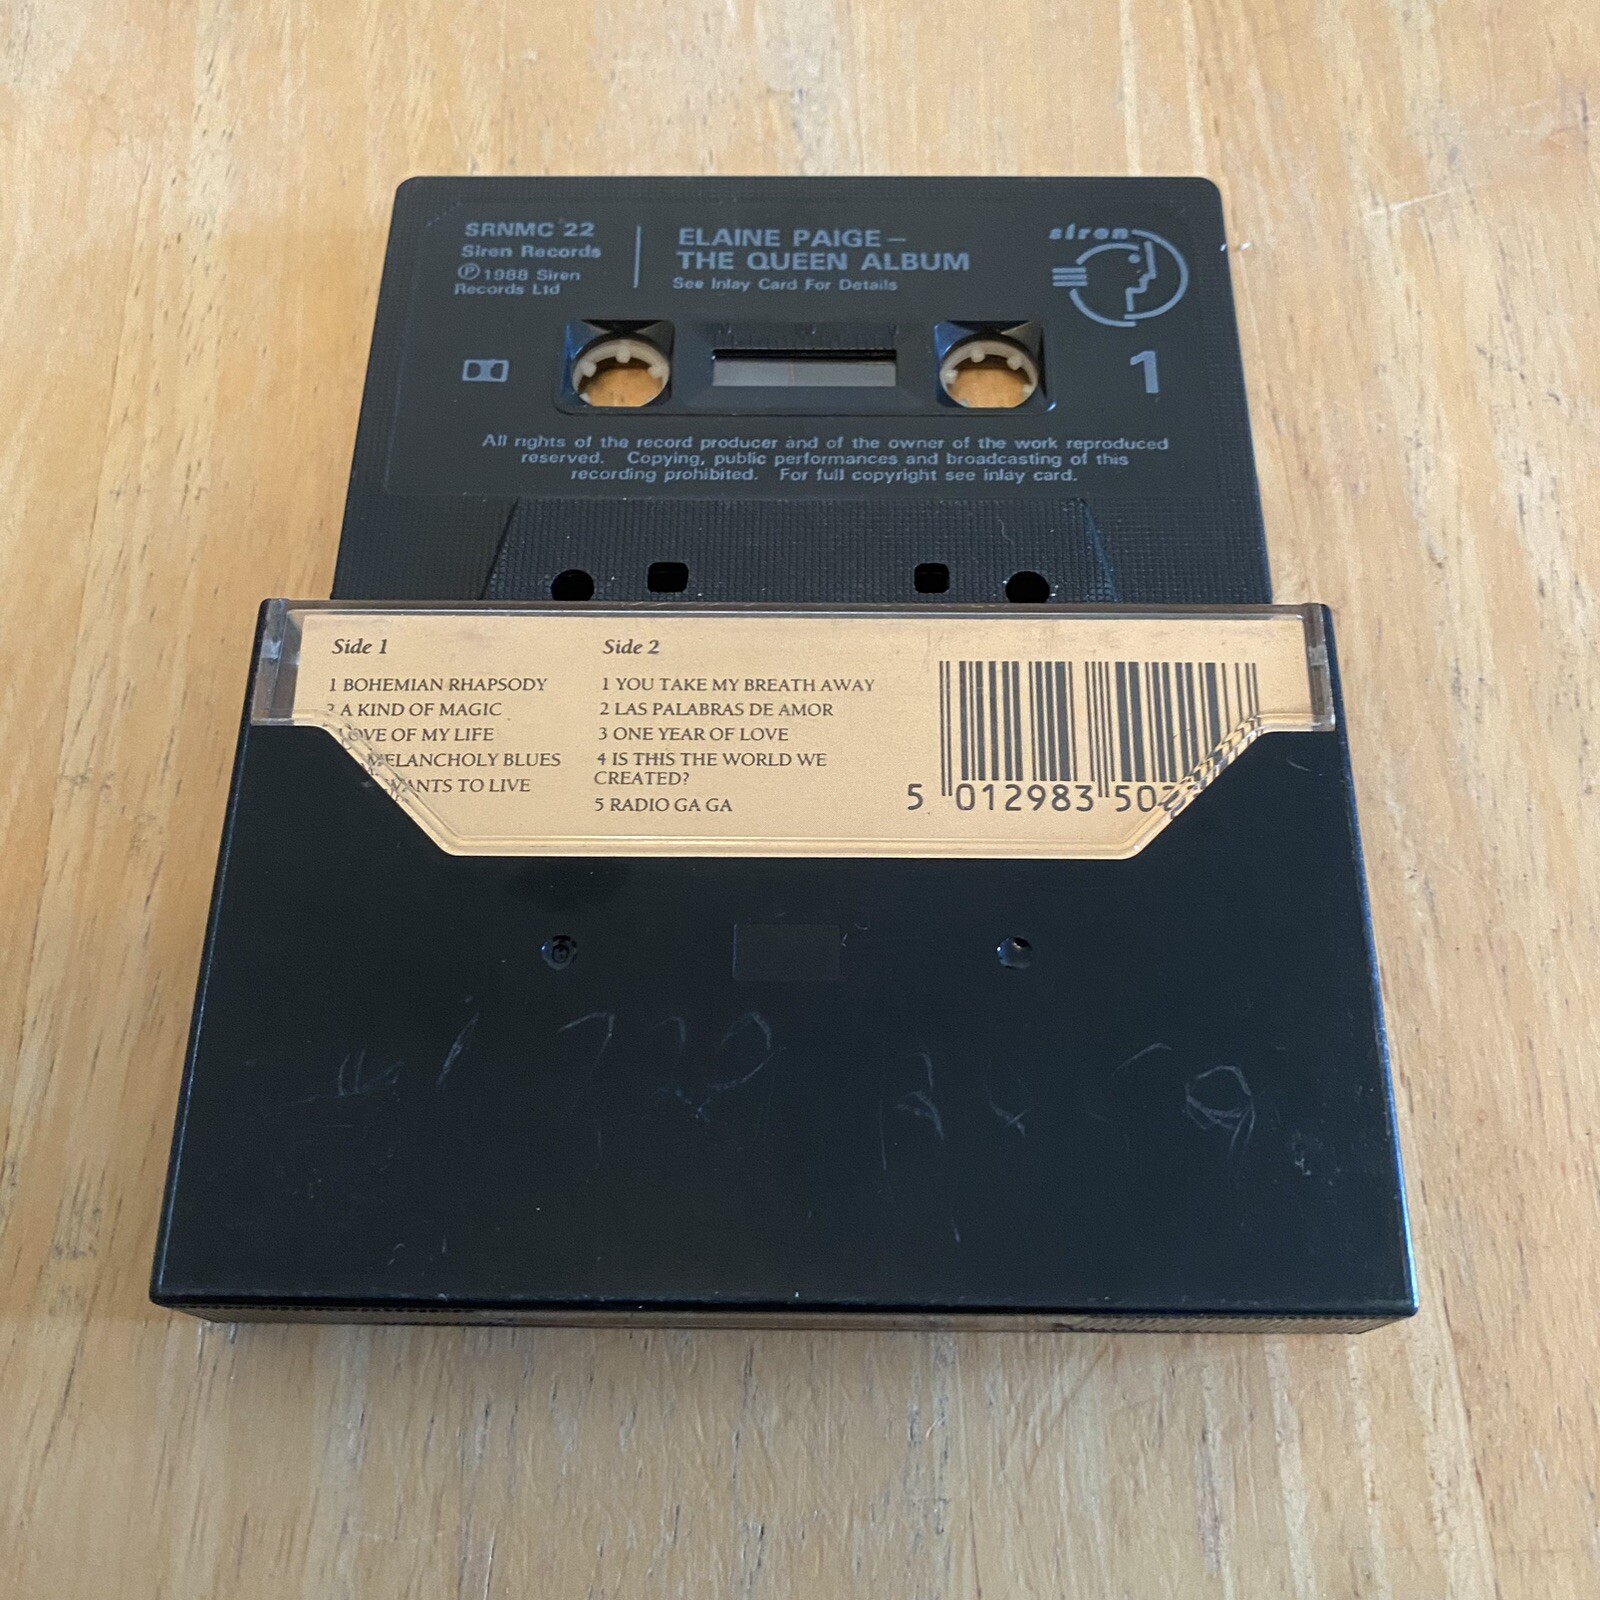 SRNMC 22
Siren Records
Ⓟ 1988 Siren
Records Ltd
ELAINE PAIGE –
THE QUEEN ALBUM
See Inlay Card For Details
siren
1
All rights of the record producer and of the owner of the work reproduced
reserved. Copying, public performances and broadcasting of this
recording prohibited. For full copyright see inlay card.
Side 1
1 BOHEMIAN RHAPSODY
2 A KIND OF MAGIC
LOVE OF MY LIFE
MELANCHOLY BLUES
WANTS TO LIVE
Side 2
1 YOU TAKE MY BREATH AWAY
2 LAS PALABRAS DE AMOR
3 ONE YEAR OF LOVE
4 IS THIS THE WORLD WE
CREATED?
5 RADIO GA GA
5 012983 50